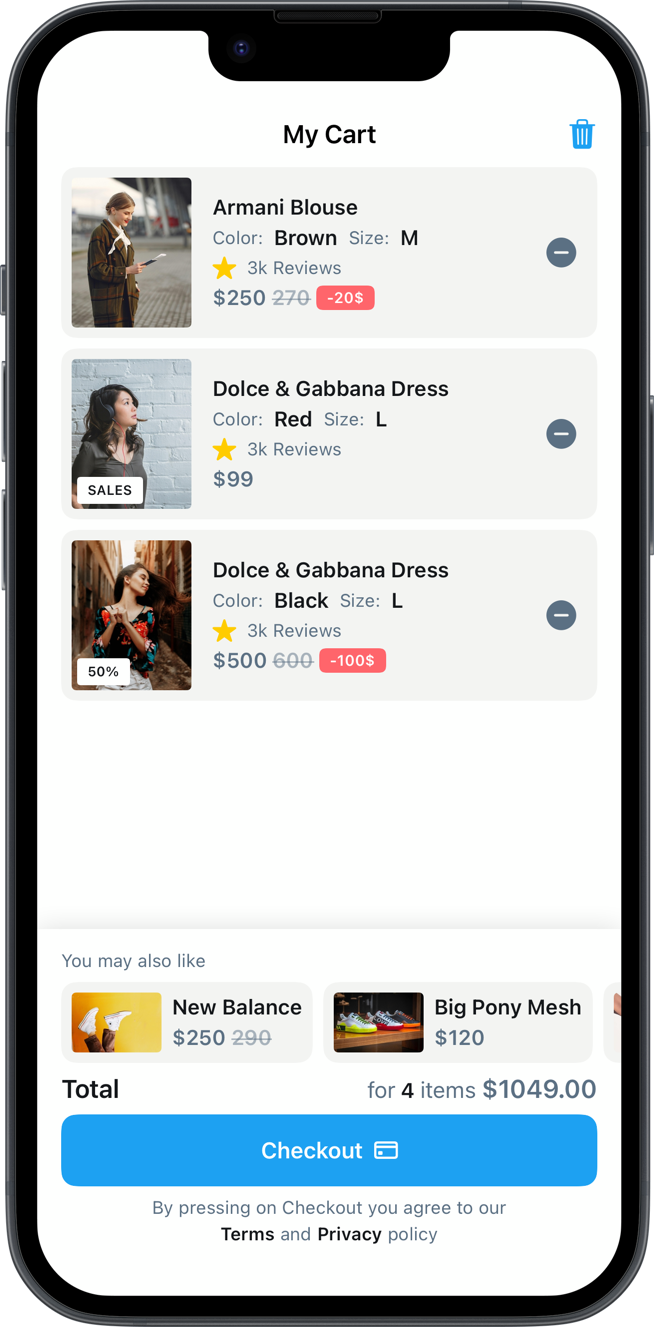 My Cart
Armani Blouse
Color: Brown Size: M
3k Reviews
$250 270 -20$
Dolce & Gabbana Dress
Color: Red Size: L
3k Reviews
$99
SALES
Dolce & Gabbana Dress
Color: Black Size: L
3k Reviews
$500 600 -100$
50%
You may also like
New Balance
$250 290
Big Pony Mesh
$120
Total for 4 items $1049.00
Checkout
By pressing on Checkout you agree to our
Terms and Privacy policy